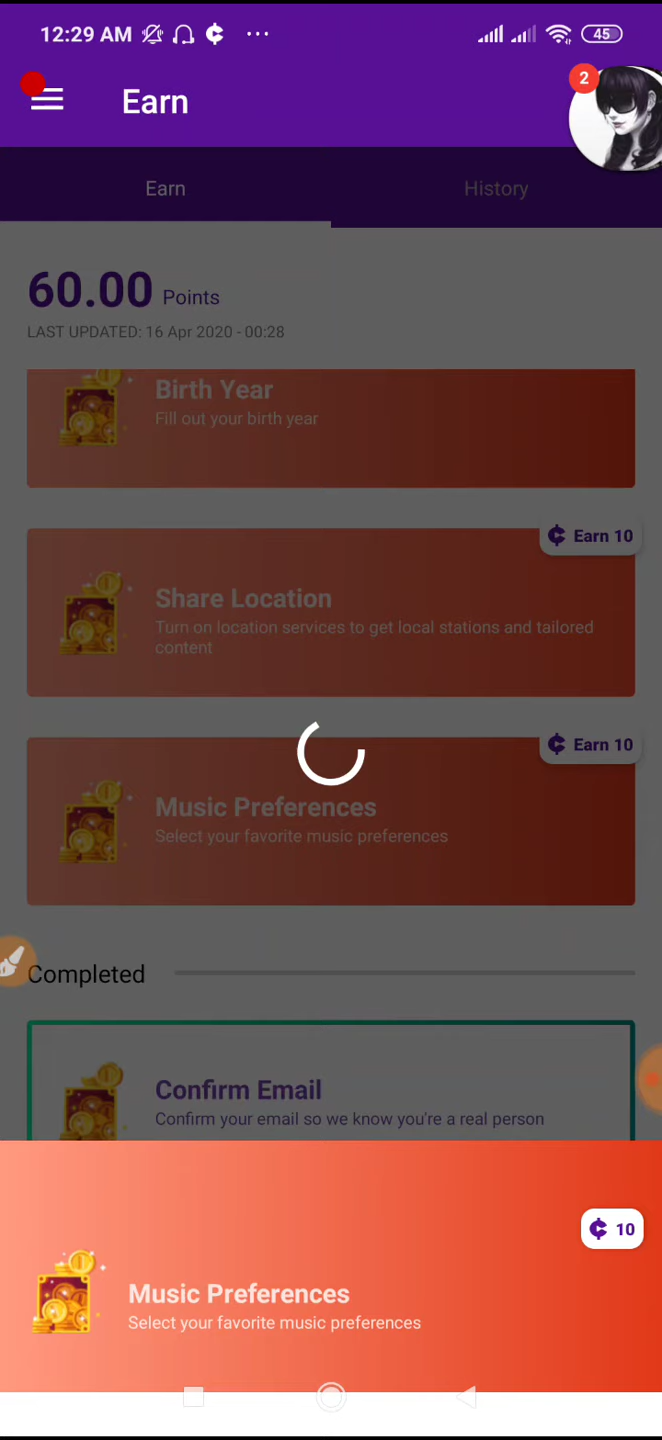 12:29 AM
45
Earn
2
Earn
History
60.00 Points
LAST UPDATED: 16 Apr 2020 - 00:28
Birth Year
Fill out your birth year
Earn 10
Share Location
Turn on location services to get local stations and tailored
content
Earn 10
Music Preferences
Select your favorite music preferences
Completed
Confirm Email
Confirm your email so we know you're a real person
10
Music Preferences
Select your favorite music preferences